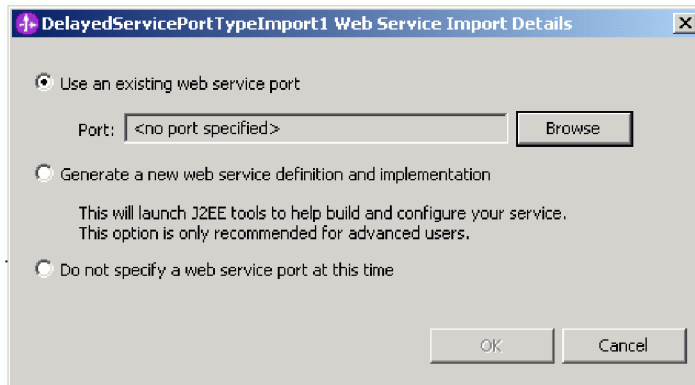 DelayedServicePortTypeImport1 Web Service Import Details
Use an existing web service port
Port: <no port specified> Browse
Generate a new web service definition and implementation
This will launch J2EE tools to help build and configure your service.
This option is only recommended for advanced users.
Do not specify a web service port at this time
OK Cancel